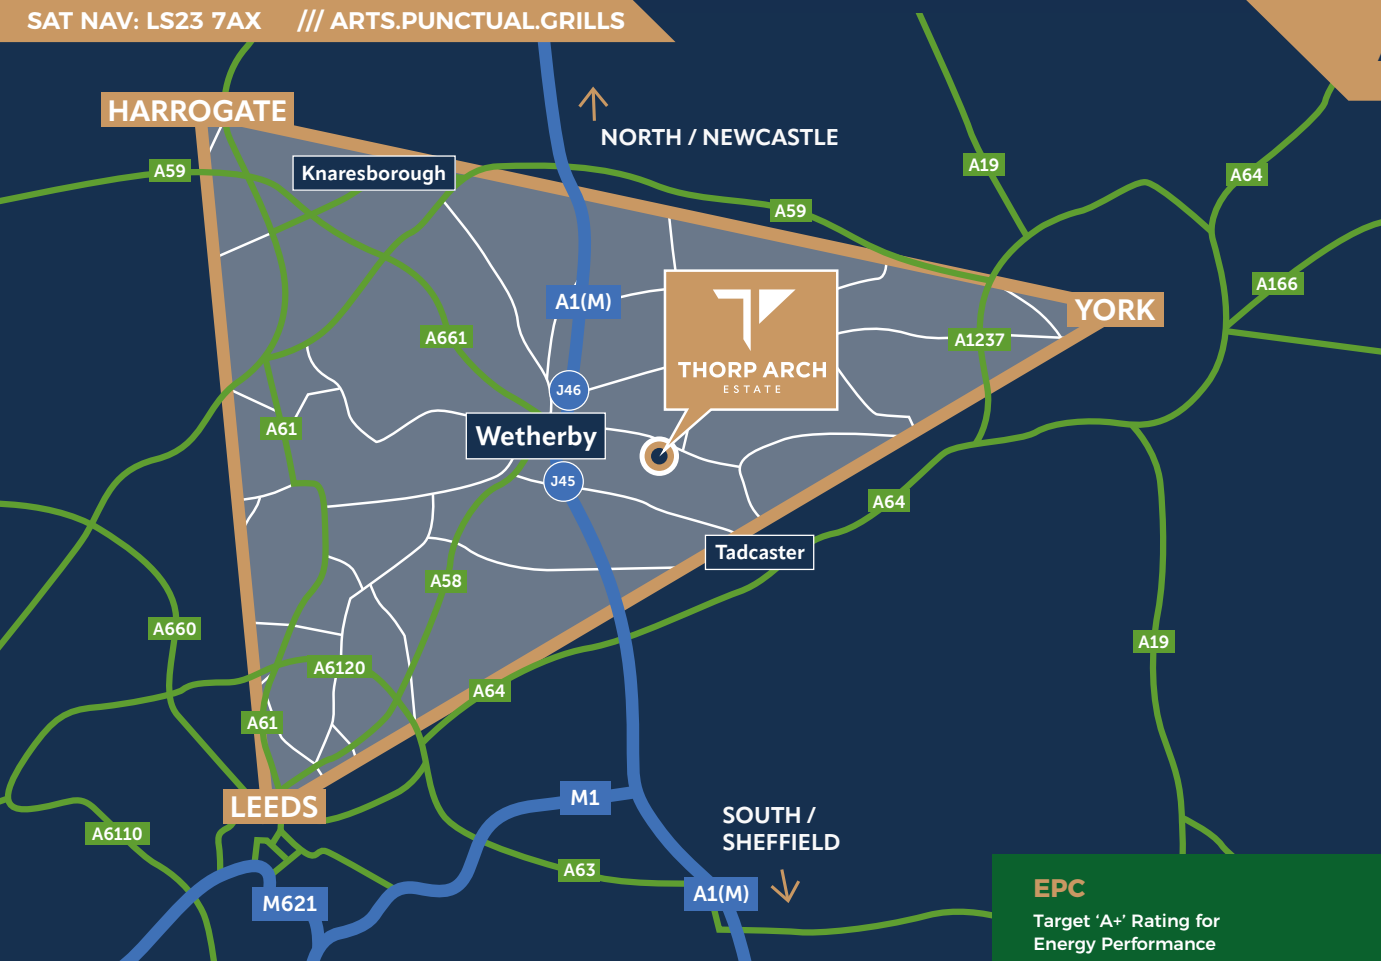 SAT NAV: LS23 7AX /// ARTS.PUNCTUAL.GRILLS
NORTH / NEWCASTLE
HARROGATE
A59
Knaresborough
A59
A19
A64
A166
A1(M)
YORK
A661
A1237
THORP ARCH
ESTATE
J46
A61
Wetherby
J45
A64
Tadcaster
A58
A660
A19
A6120
A64
A61
LEEDS
M1
SOUTH /
SHEFFIELD
A6110
A63
A1(M)
M621
EPC
Target ‘A+’ Rating for
Energy Performance